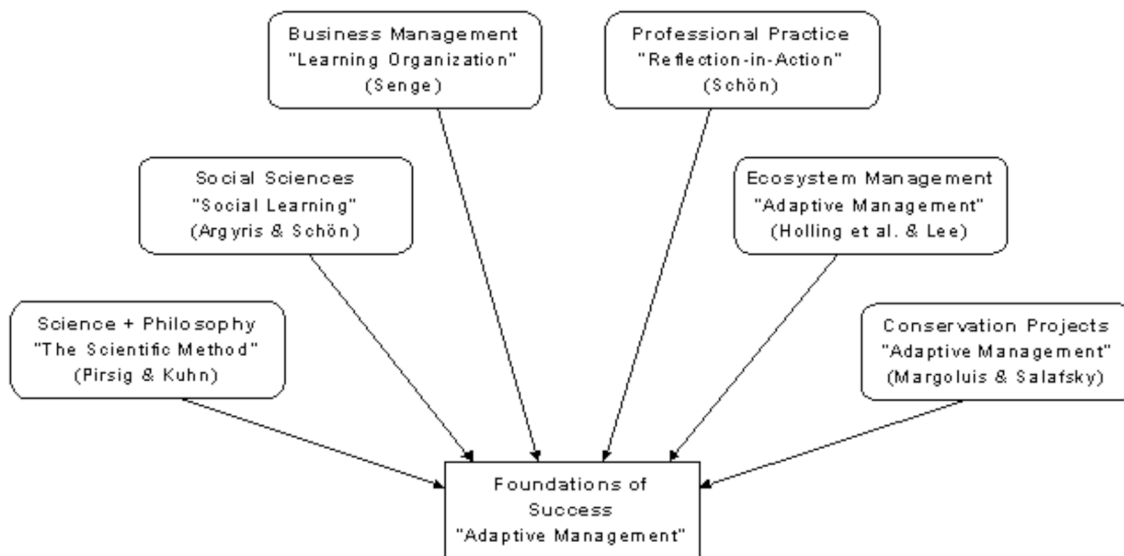 Business Management
"Learning Organization"
(Senge)
Professional Practice
"Reflection-in-Action"
(Schön)
Social Sciences
"Social Learning"
(Argyris & Schön)
Ecosystem Management
"Adaptive Management"
(Holling et al. & Lee)
Science + Philosophy
"The Scientific Method"
(Pirsig & Kuhn)
Conservation Projects
"Adaptive Management"
(Margoluis & Salafsky)
Foundations of
Success
"Adaptive Management"